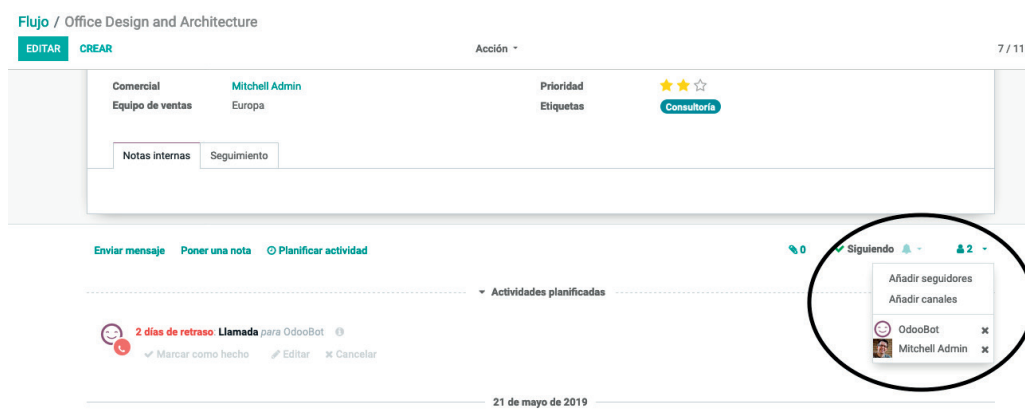 Flujo / Office Design and Architecture
EDITAR CREAR Acción 7 / 11
Comercial Mitchell Admin Prioridad
Equipo de ventas Europa Etiquetas Consultoría
Notas internas Seguimiento
Enviar mensaje Poner una nota Planificar actividad 0 Siguiendo 2
Añadir seguidores
Añadir canales
Actividades planificadas
OdooBot
Mitchell Admin
2 días de retraso: Llamada para OdooBot
Marcar como hecho Editar Cancelar
21 de mayo de 2019